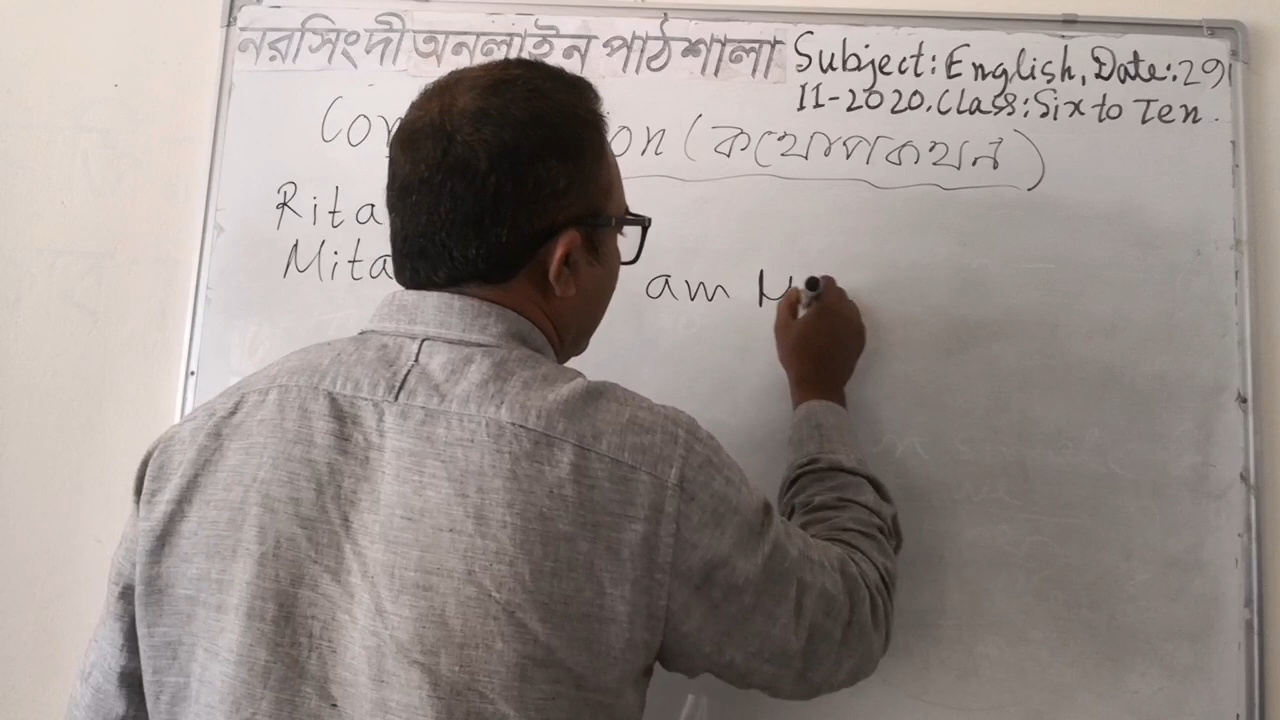 নরসিংদী অনলাইন পাঠশালা
Subject: English, Date: 29/
11-2020. Class: Six to Ten.
(কথোপকথন)
Rita
Mita am